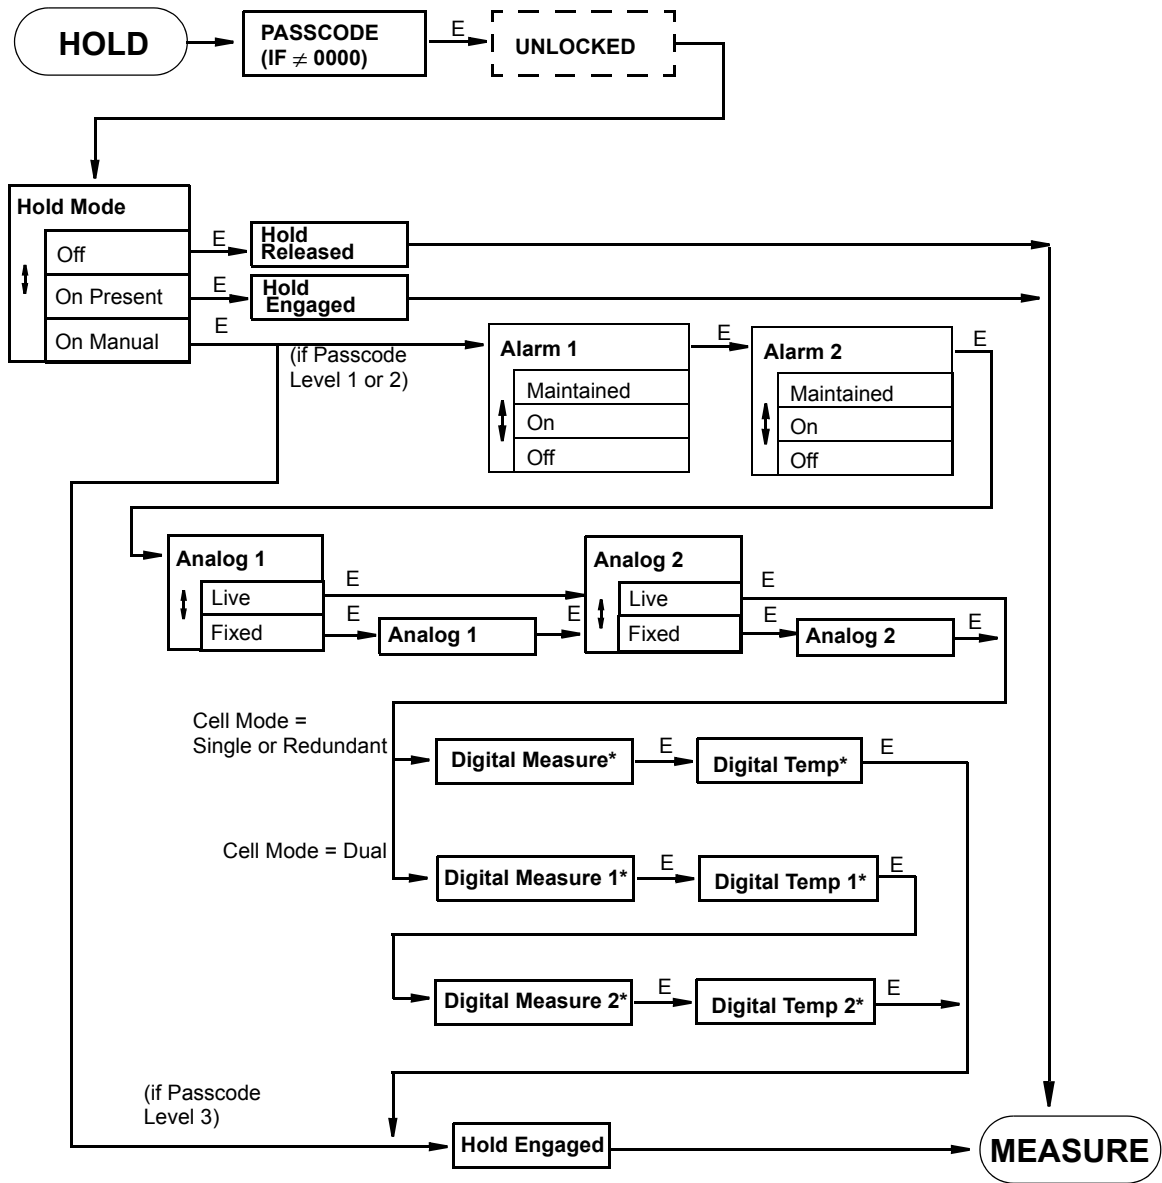 HOLD
PASSCODE
(IF ≠ 0000)
E
UNLOCKED
Hold Mode
Off
On Present
On Manual
E
Hold
Released
E
Hold
Engaged
E
(if Passcode
Level 1 or 2)
Alarm 1
Maintained
On
Off
E
Alarm 2
Maintained
On
Off
E
Analog 1
Live
Fixed
E
E
Analog 1
E
Analog 2
Live
Fixed
E
E
Analog 2
E
Cell Mode =
Single or Redundant
Digital Measure*
E
Digital Temp*
E
Cell Mode = Dual
Digital Measure 1*
E
Digital Temp 1*
E
Digital Measure 2*
E
Digital Temp 2*
E
(if Passcode
Level 3)
Hold Engaged
MEASURE